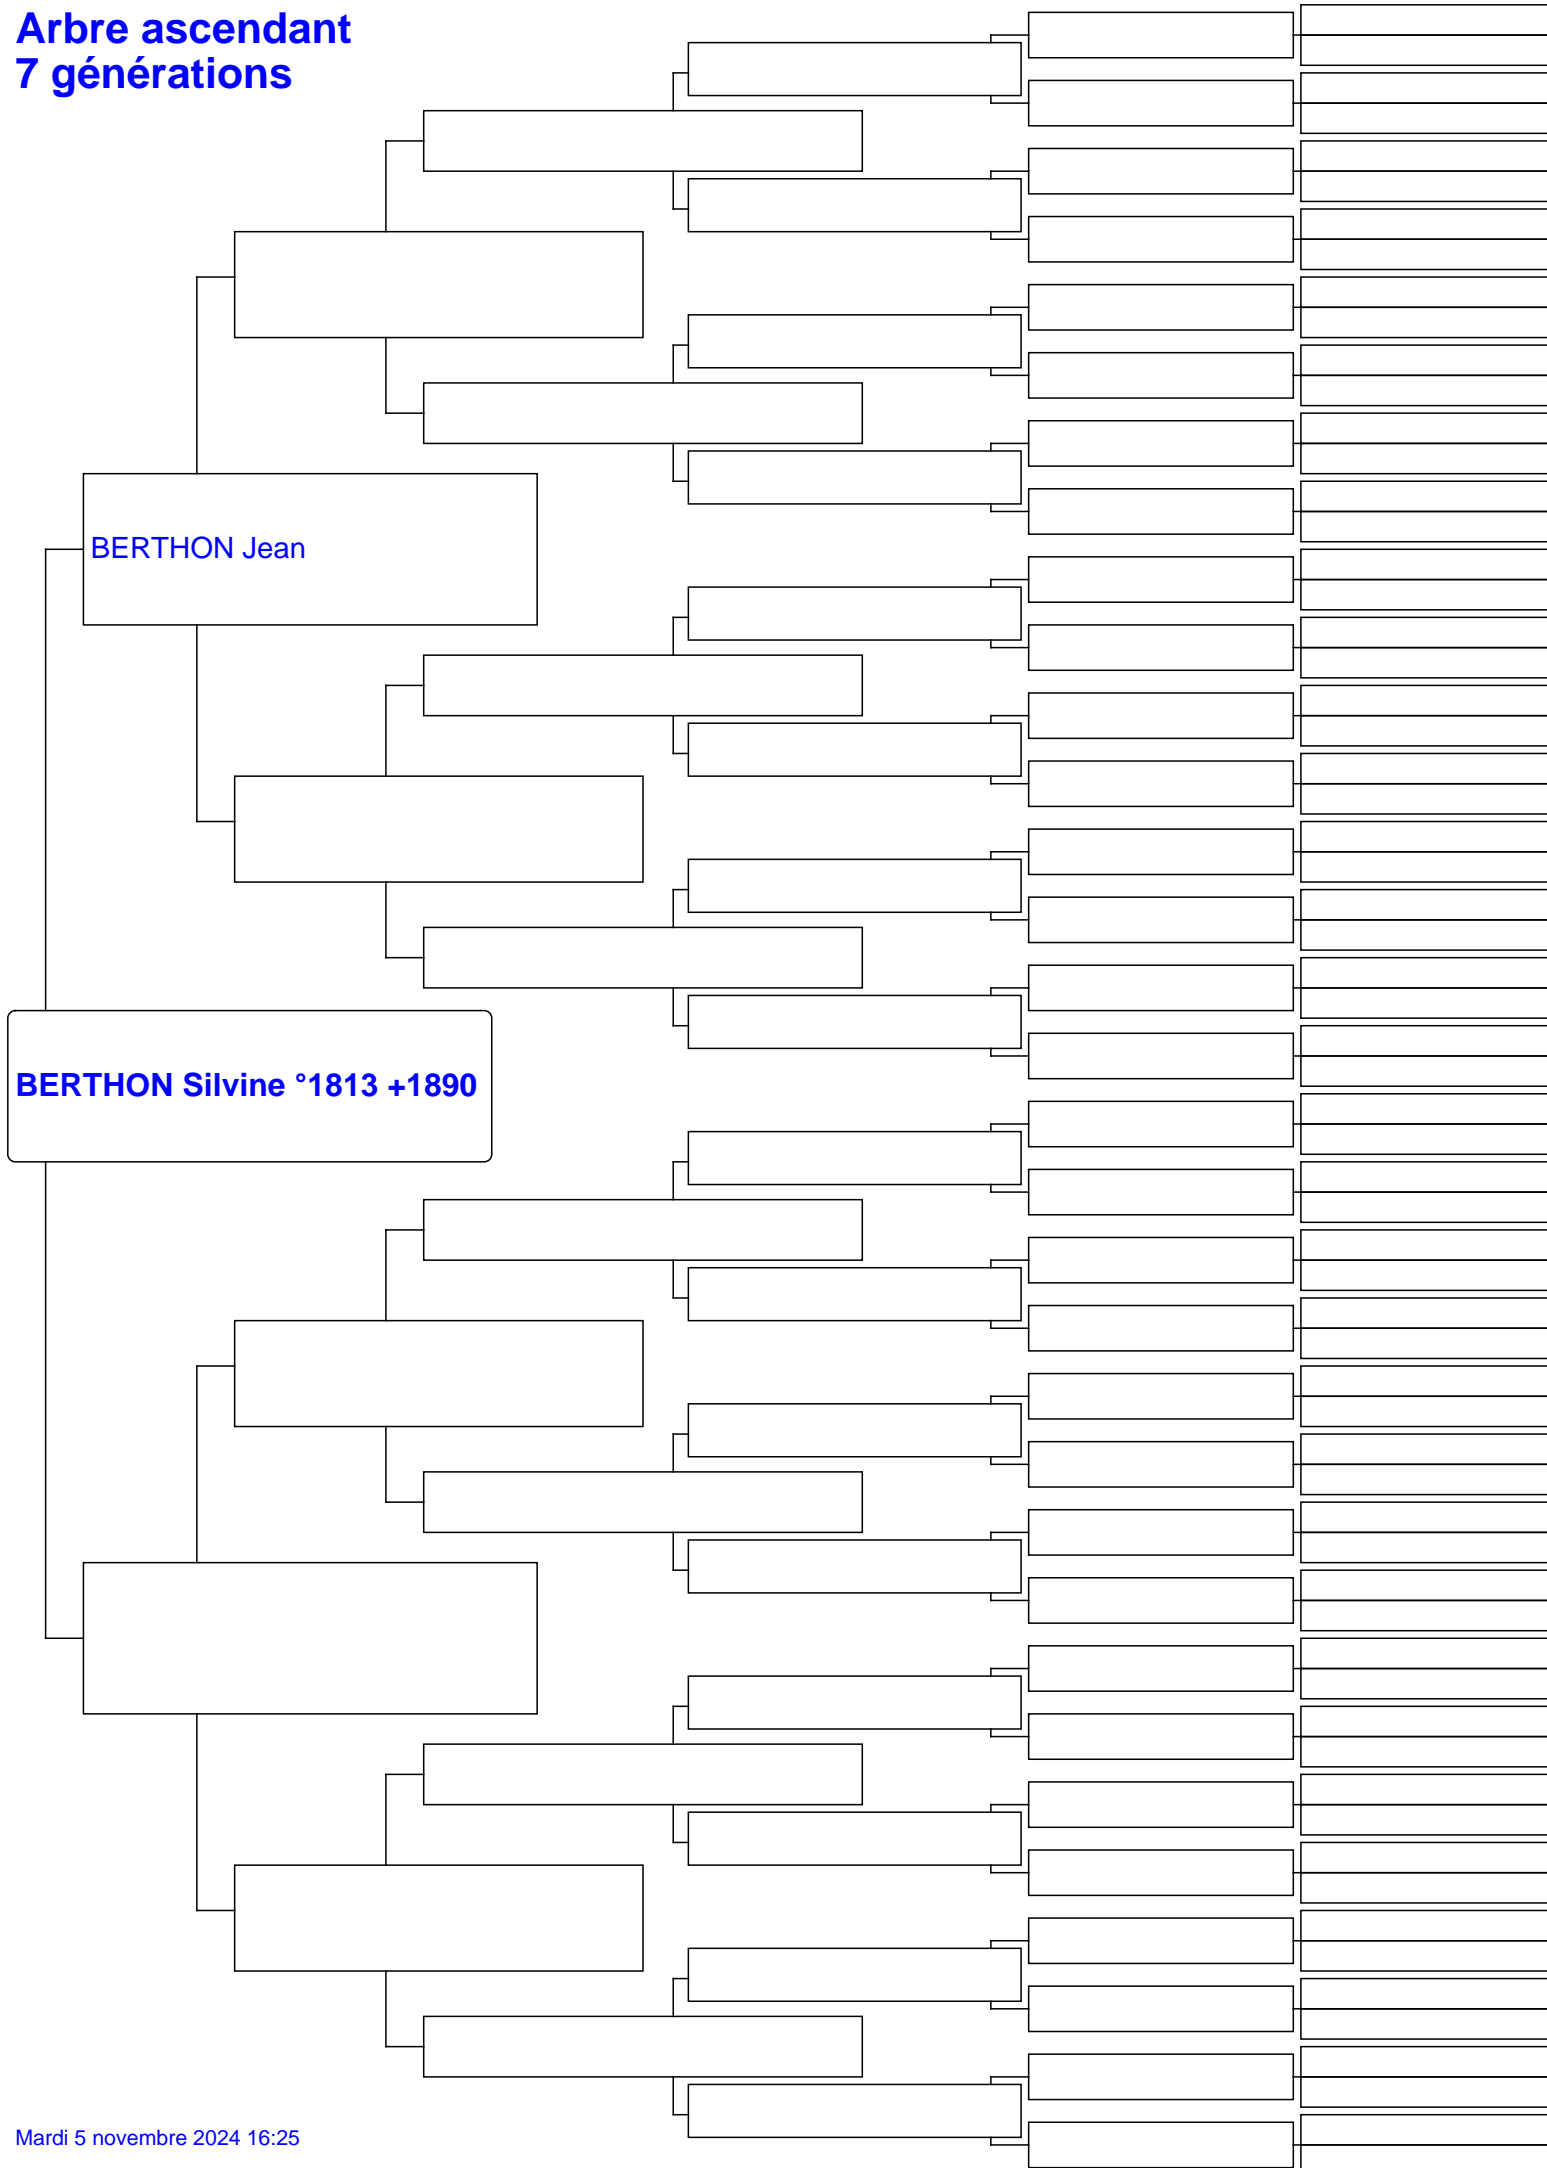 Arbre ascendant
7 générations
BERTHON Jean
BERTHON Silvine °1813 +1890
Mardi 5 novembre 2024 16:25